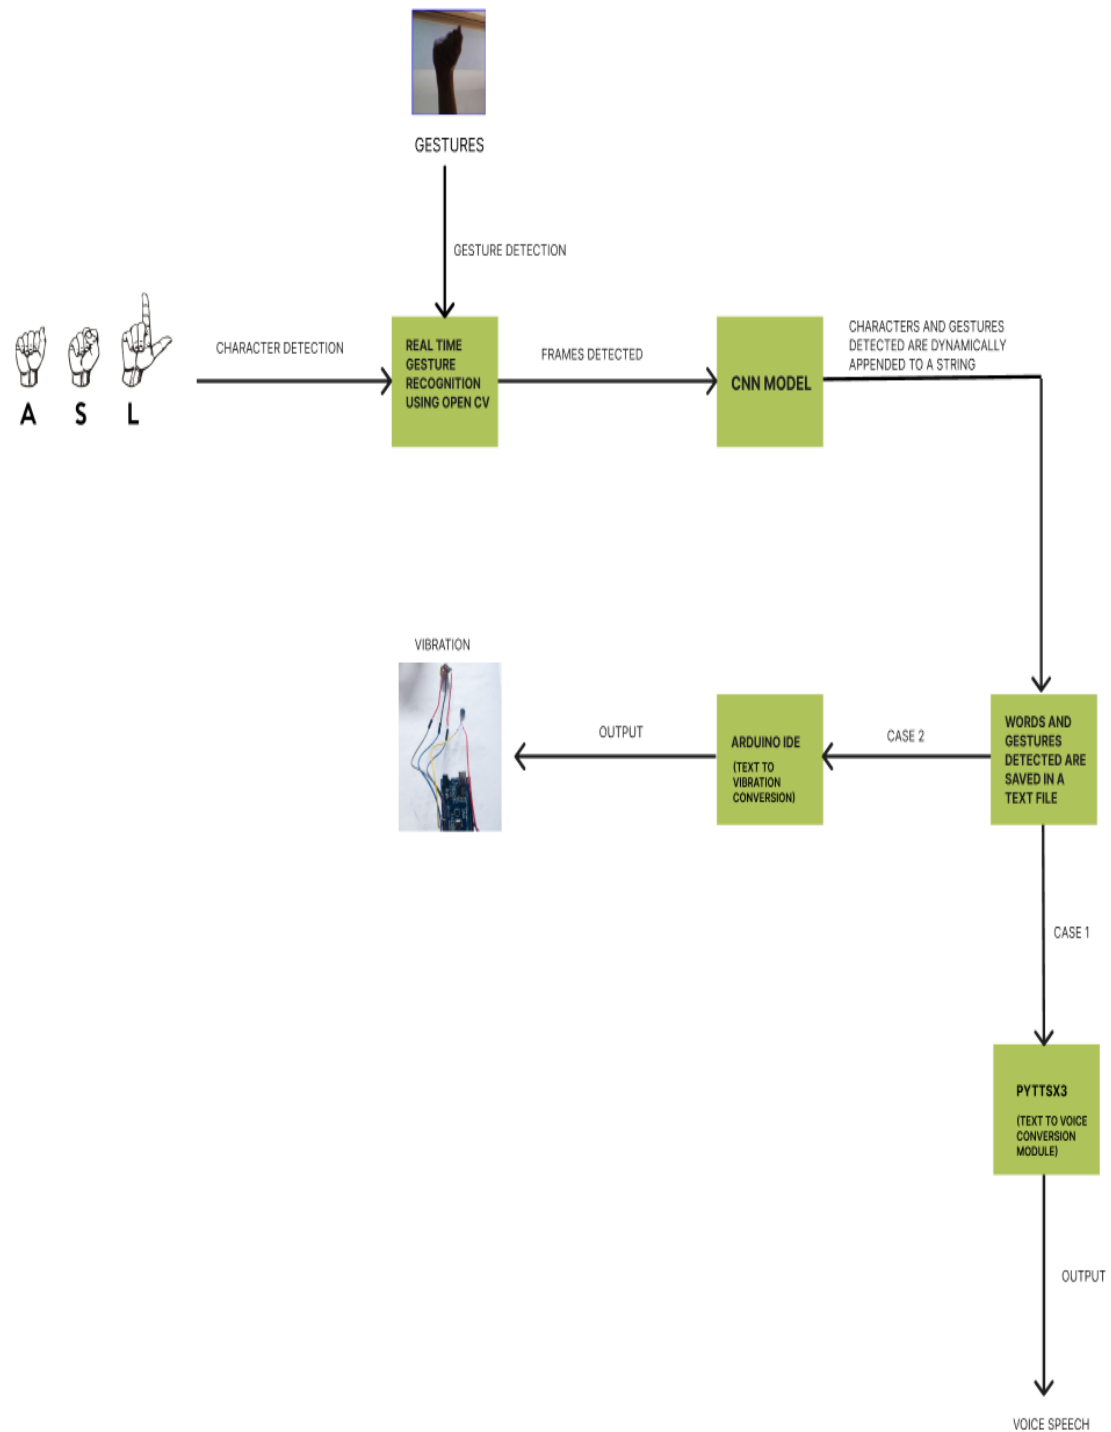 GESTURES
GESTURE DETECTION
A S L
CHARACTER DETECTION
REAL TIME
GESTURE
RECOGNITION
USING OPEN CV
FRAMES DETECTED
CNN MODEL
CHARACTERS AND GESTURES
DETECTED ARE DYNAMICALLY
APPENDED TO A STRING
VIBRATION
OUTPUT
ARDUINO IDE
(TEXT TO
VIBRATION
CONVERSION)
CASE 2
WORDS AND
GESTURES
DETECTED ARE
SAVED IN A
TEXT FILE
CASE 1
PYTTSX3
(TEXT TO VOICE
CONVERSION
MODULE)
OUTPUT
VOICE SPEECH